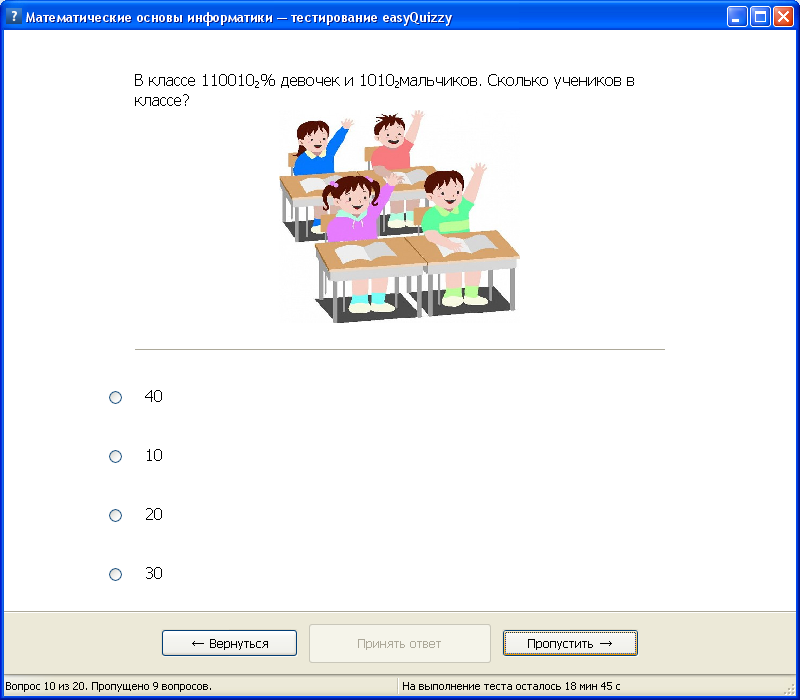 Математические основы информатики — тестирование easyQuizzy
В классе 110010₂% девочек и 1010₂мальчиков. Сколько учеников в
классе?
40
10
20
30
← Вернуться
Принять ответ
Пропустить →
Вопрос 10 из 20. Пропущено 9 вопросов.
На выполнение теста осталось 18 мин 45 с